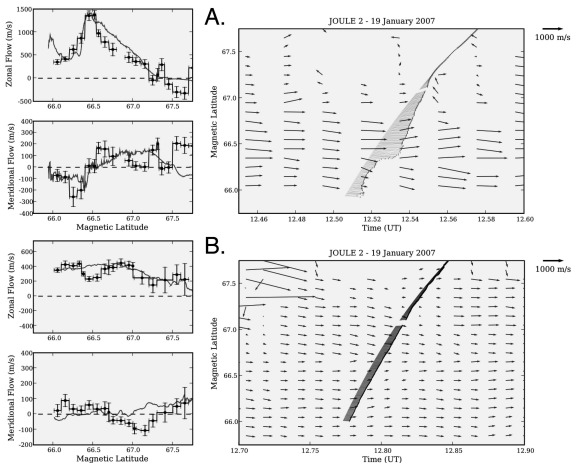 A.
JOULE 2 - 19 January 2007
1000 m/s
Zonal Flow (m/s)
1500
1000
500
0
-500
66.0 66.5 67.0 67.5
Meridional Flow (m/s)
400
300
200
100
0
-100
-200
-300
-400
66.0 66.5 67.0 67.5
Magnetic Latitude
Magnetic Latitude
67.5
67.0
66.5
66.0
12.46 12.48 12.50 12.52 12.54 12.56 12.58 12.60
Time (UT)
B.
JOULE 2 - 19 January 2007
1000 m/s
Zonal Flow (m/s)
600
400
200
0
-200
-400
66.0 66.5 67.0 67.5
Meridional Flow (m/s)
400
300
200
100
0
-100
-200
66.0 66.5 67.0 67.5
Magnetic Latitude
Magnetic Latitude
67.5
67.0
66.5
66.0
12.70 12.75 12.80 12.85 12.90
Time (UT)